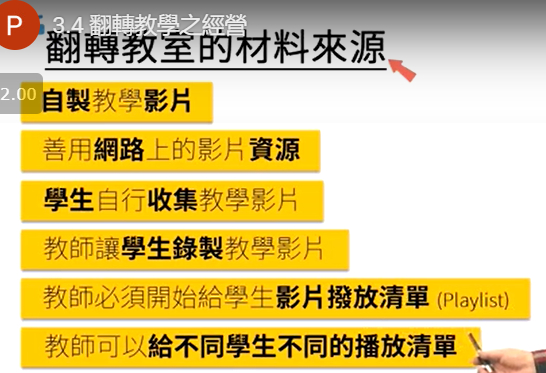 P
3.4 翻轉教學之經營
翻轉教室的材料來源
2.00
自製教學影片
善用網路上的影片資源
學生自行收集教學影片
教師讓學生錄製教學影片
教師必須開始給學生影片撥放清單 (Playlist)
教師可以給不同學生不同的播放清單